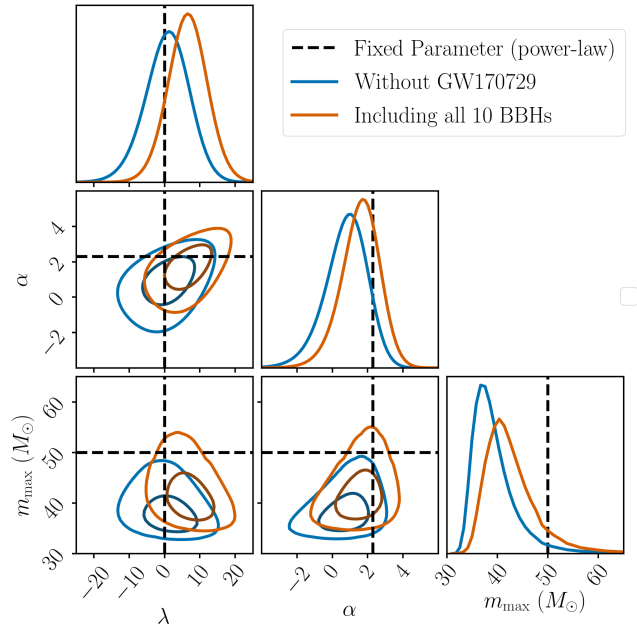 Fixed Parameter (power-law)
Without GW170729
Including all 10 BBHs
α
4
2
0
−2
m_max (M_⊙)
60
50
40
30
−20
−10
0
10
20
λ
−2
0
2
4
α
30
40
50
60
m_max (M_⊙)